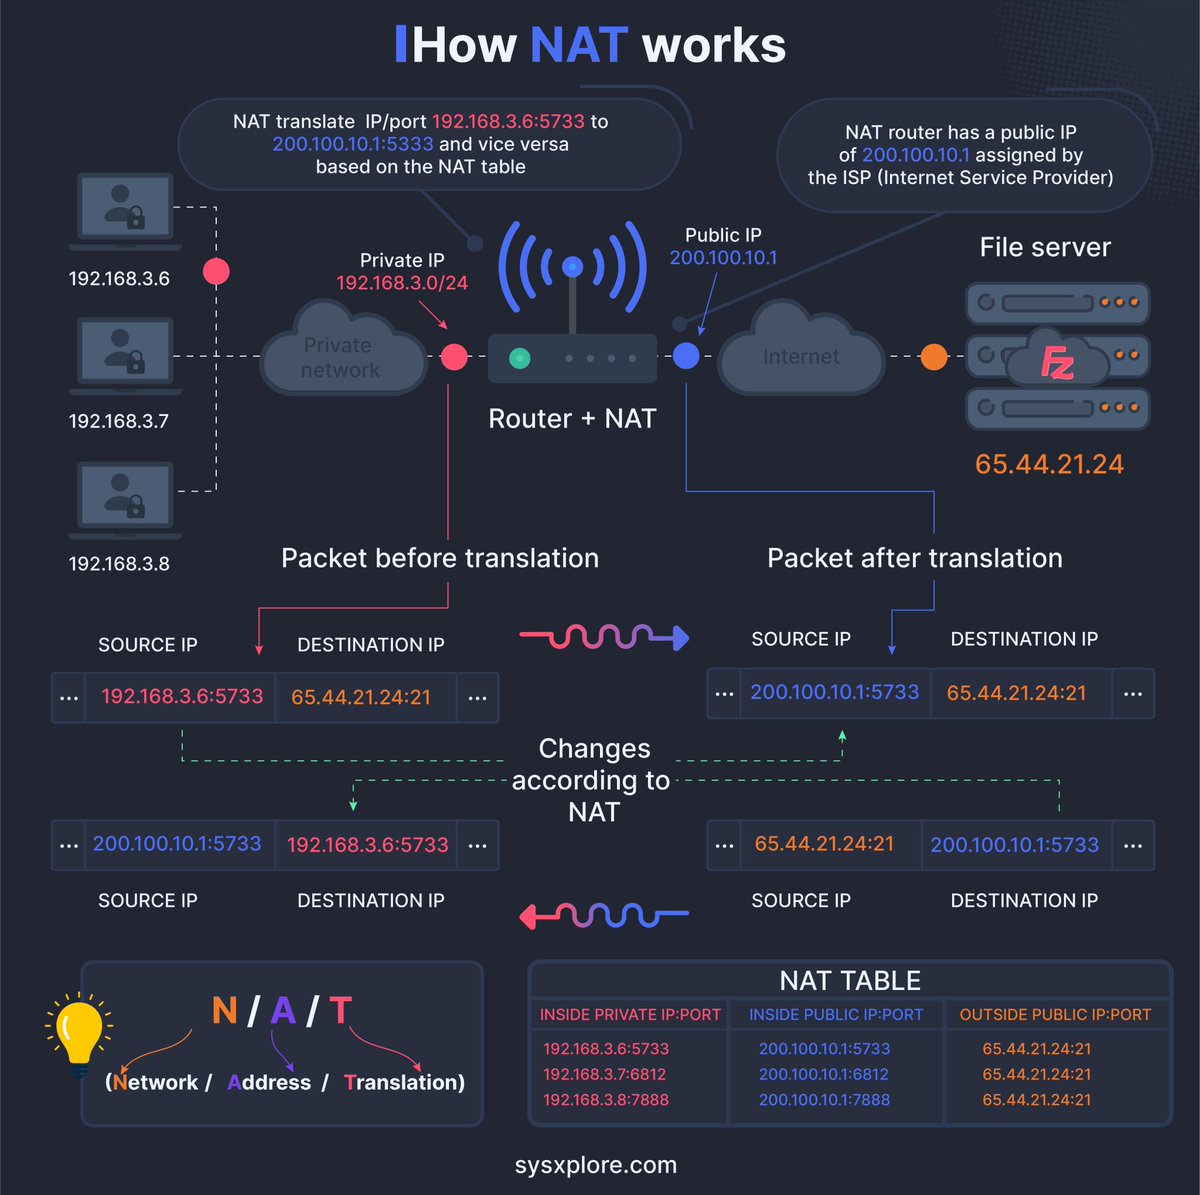 How NAT works
NAT translate IP/port 192.168.3.6:5733 to
200.100.10.1:5333 and vice versa
based on the NAT table
NAT router has a public IP
of 200.100.10.1 assigned by
the ISP (Internet Service Provider)
192.168.3.6
192.168.3.7
192.168.3.8
Private
network
Private IP
192.168.3.0/24
Router + NAT
Public IP
200.100.10.1
Internet
File server
FZ
65.44.21.24
Packet before translation
Packet after translation
SOURCE IP DESTINATION IP
... 192.168.3.6:5733 65.44.21.24:21 ...
SOURCE IP DESTINATION IP
... 200.100.10.1:5733 65.44.21.24:21 ...
Changes
according to
NAT
... 200.100.10.1:5733 192.168.3.6:5733 ...
SOURCE IP DESTINATION IP
... 65.44.21.24:21 200.100.10.1:5733 ...
SOURCE IP DESTINATION IP
N / A / T
(Network / Address / Translation)
NAT TABLE
INSIDE PRIVATE IP:PORT INSIDE PUBLIC IP:PORT OUTSIDE PUBLIC IP:PORT
192.168.3.6:5733 200.100.10.1:5733 65.44.21.24:21
192.168.3.7:6812 200.100.10.1:6812 65.44.21.24:21
192.168.3.8:7888 200.100.10.1:7888 65.44.21.24:21
sysxplore.com